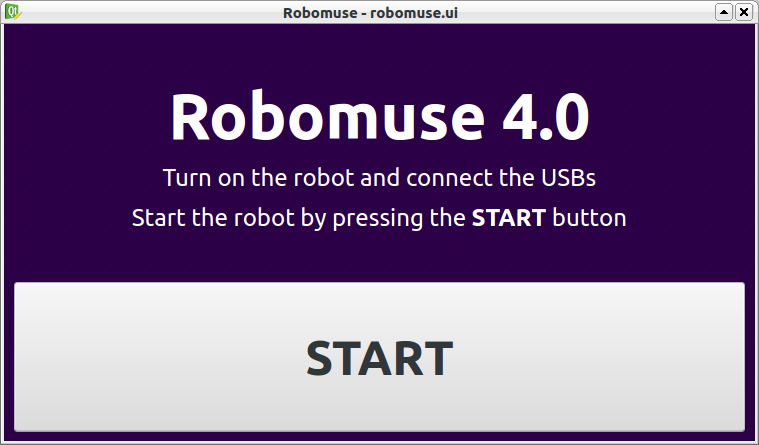 Robomuse - robomuse.ui
Robomuse 4.0
Turn on the robot and connect the USBs
Start the robot by pressing the START button
START